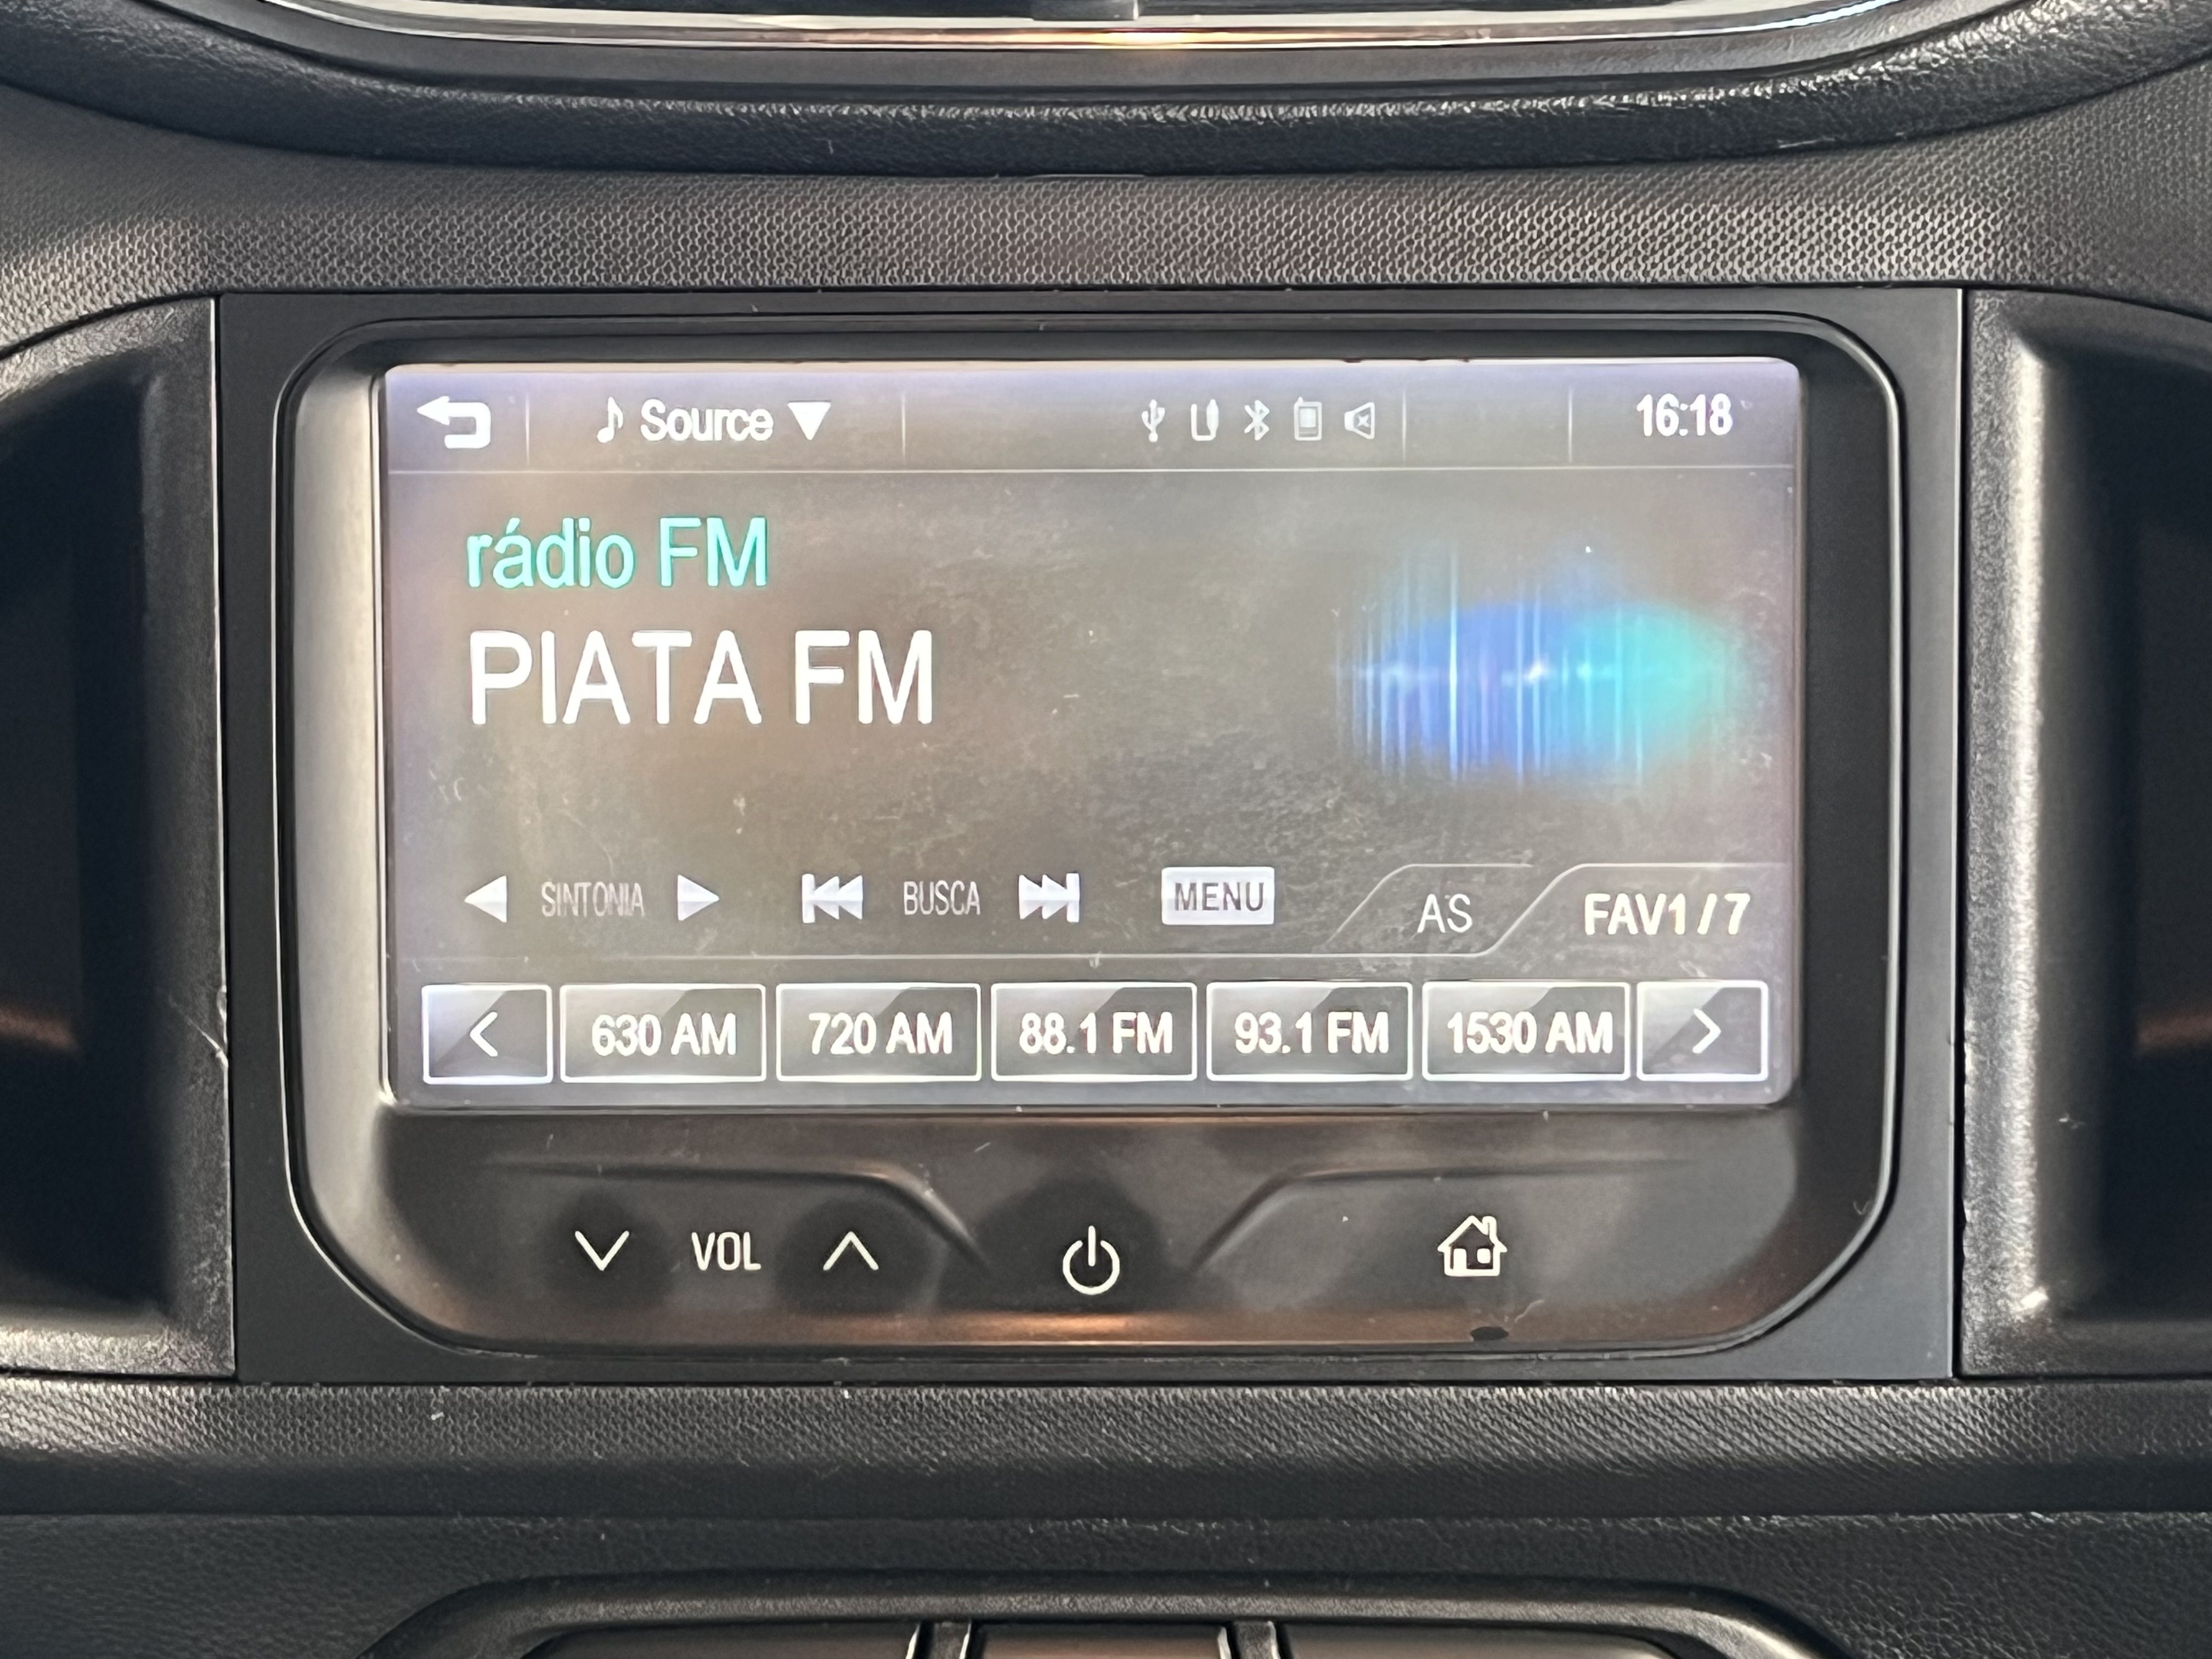 Source 16:18
rádio FM
PIATA FM
SINTONIA BUSCA MENU AS FAV1/7
630 AM 720 AM 88.1 FM 93.1 FM 1530 AM
VOL